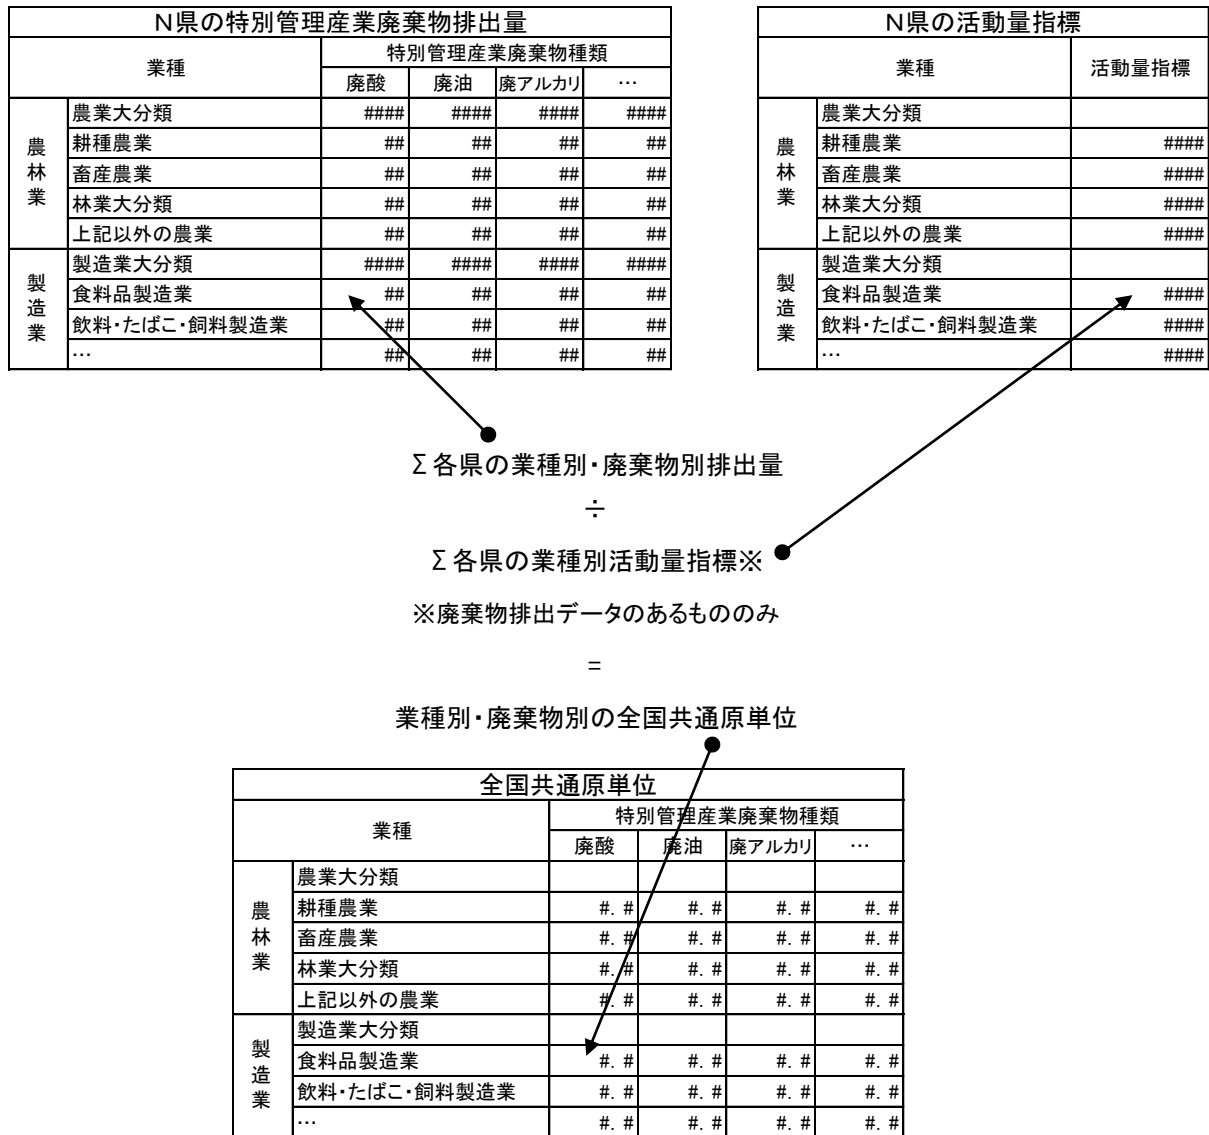 N県の特別管理産業廃棄物排出量
業種 特別管理産業廃棄物種類
廃酸 廃油 廃アルカリ …
農林業
農業大分類 #### #### #### ####
耕種農業 ## ## ## ##
畜産農業 ## ## ## ##
林業大分類 ## ## ## ##
上記以外の農業 ## ## ## ##
製造業
製造業大分類 #### #### #### ####
食料品製造業 ## ## ## ##
飲料・たばこ・飼料製造業 ## ## ## ##
… ## ## ## ##
N県の活動量指標
業種 活動量指標
農林業
農業大分類
耕種農業 ####
畜産農業 ####
林業大分類 ####
上記以外の農業 ####
製造業
製造業大分類
食料品製造業 ####
飲料・たばこ・飼料製造業 ####
… ####
Σ各県の業種別・廃棄物別排出量
÷
Σ各県の業種別活動量指標※
※廃棄物排出データのあるもののみ
=
業種別・廃棄物別の全国共通原単位
全国共通原単位
業種 特別管理産業廃棄物種類
廃酸 廃油 廃アルカリ …
農林業
農業大分類
耕種農業 #. # #. # #. # #. #
畜産農業 #. # #. # #. # #. #
林業大分類 #. # #. # #. # #. #
上記以外の農業 #. # #. # #. # #. #
製造業
製造業大分類
食料品製造業 #. # #. # #. # #. #
飲料・たばこ・飼料製造業 #. # #. # #. # #. #
… #. # #. # #. # #. #